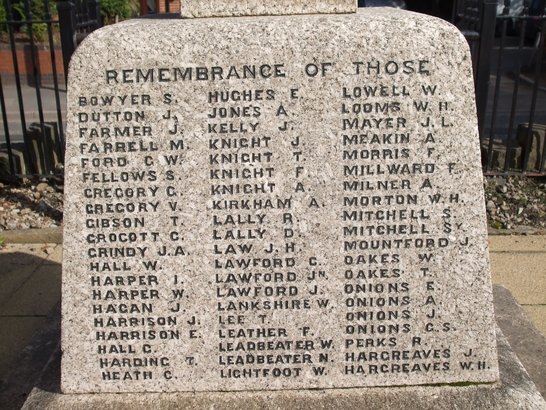 REMEMBRANCE OF THOSE
BOWYER S.
DUTTON J.
FARMER J.
FARRELL M.
FORD G.W.
FELLOWS S.
GREGORY C.
GREGORY V.
GIBSON T.
GROCOTT C.
GRINDY J.A.
HALL W.
HARPER I.
HARPER W.
HAGAN J.
HARRISON J.
HARRISON E.
HALL G.
HARDING T.
HEATH C.
HUGHES E.
JONES A.
KELLY J.
KNIGHT J.
KNIGHT T.
KNIGHT F.
KNIGHT A.
KIRKHAM A.
LALLY R.
LALLY D.
LAW J.H.
LAWFORD C.
LAWFORD JN.
LAWFORD J.
LANKSHIRE W.
LEE T.
LEATHER F.
LEADBEATER W.
LEADBEATER N.
LIGHTFOOT W.
LOWELL W.
LOOMS W.H.
MAYER J.L.
MEAKIN A.
MORRIS F.
MILLWARD F.
MILNER A.
MORTON W.H.
MITCHELL S.
MITCHELL SY.
MOUNTFORD J.
OAKES W.
OAKES T.
ONIONS E.
ONIONS A.
ONIONS J.
ONIONS G.S.
PERKS R.
HARGREAVES J.
HARGREAVES W.H.